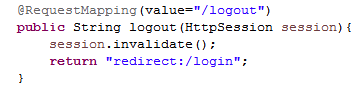 @RequestMapping(value="/logout")
public String logout(HttpSession session){
    session.invalidate();
    return "redirect:/login";
}